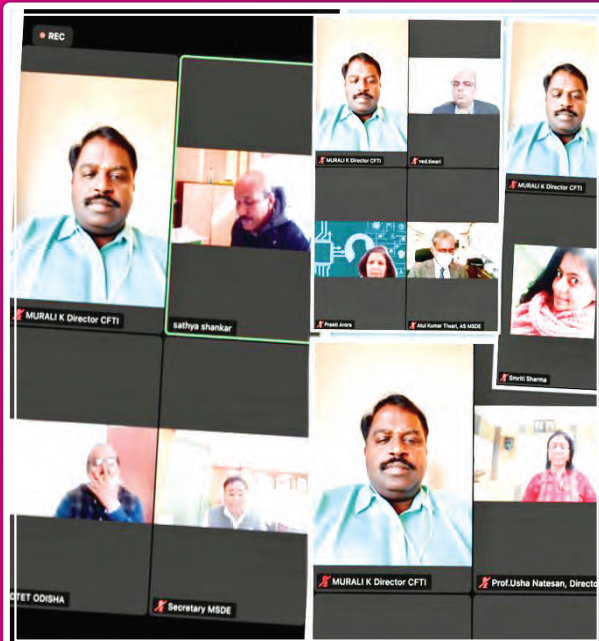 REC
MURALI K Director CFTI
sathya shankar
DTET ODISHA
Secretary MSDE
MURALI K Director CFTI
ved.tiwari
Preeti Arora
Atul Kumar Tiwari, AS MSDE
MURALI K Director CFTI
Smriti Sharma
MURALI K Director CFTI
Prof.Usha Natesan, Directo